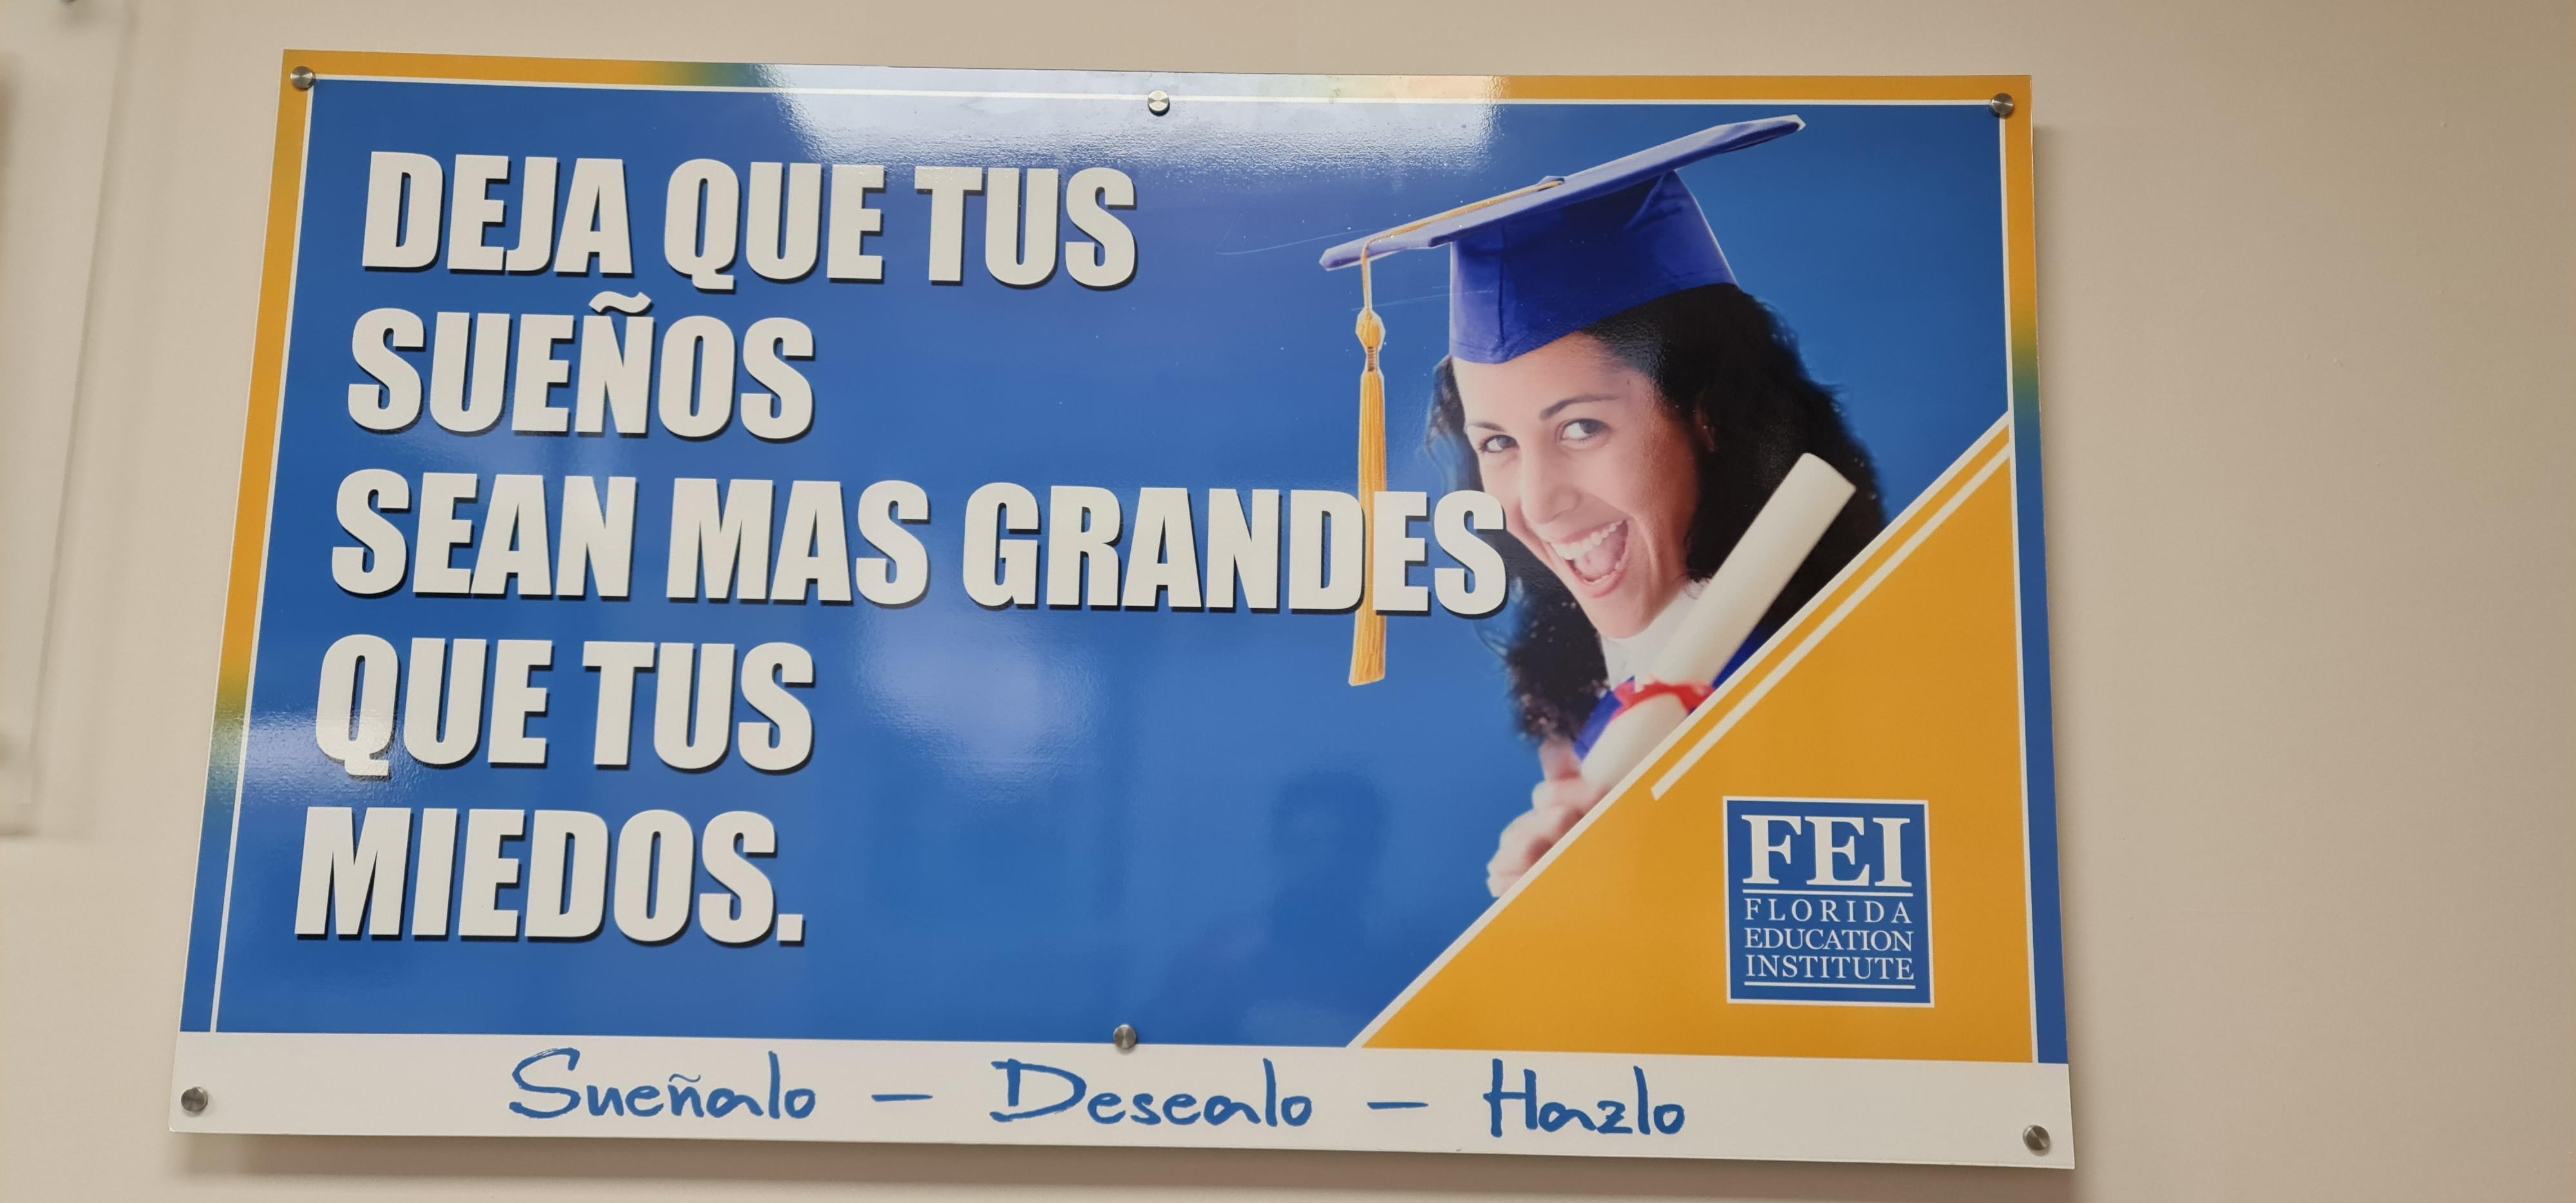 DEJA QUE TUS
SUEÑOS
SEAN MAS GRANDES
QUE TUS
MIEDOS.
FEI
FLORIDA
EDUCATION
INSTITUTE
Sueñalo - Desealo - Hazlo